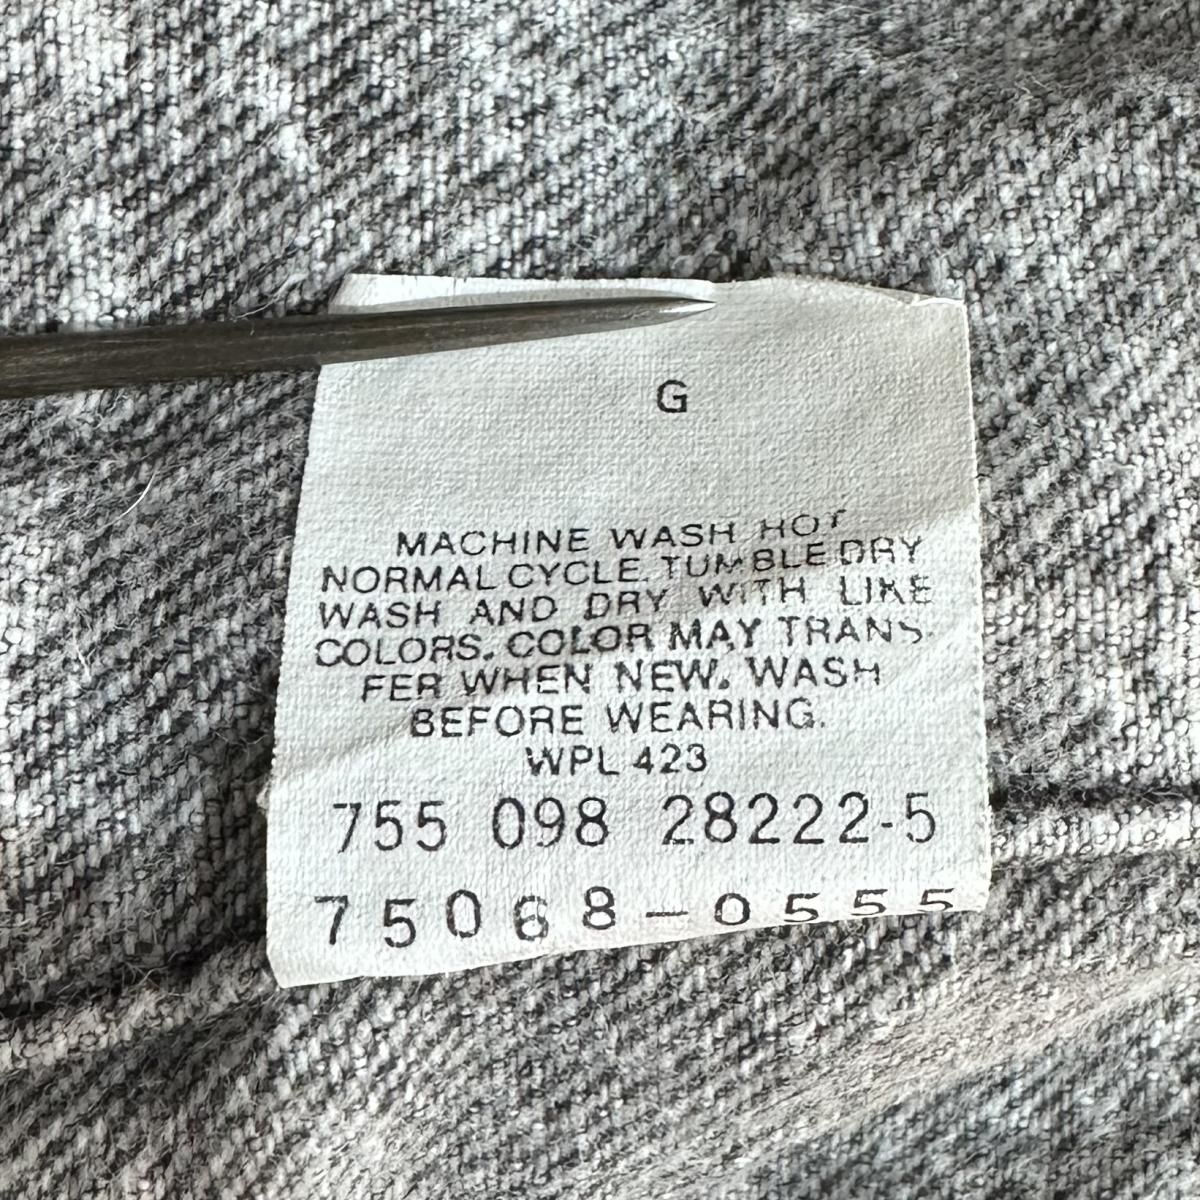 G
MACHINE WASH HOT
NORMAL CYCLE. TUMBLE DRY
WASH AND DRY WITH LIKE
COLORS. COLOR MAY TRANS-
FER WHEN NEW. WASH
BEFORE WEARING.
WPL 423
755 098 28222-5
75068-0555